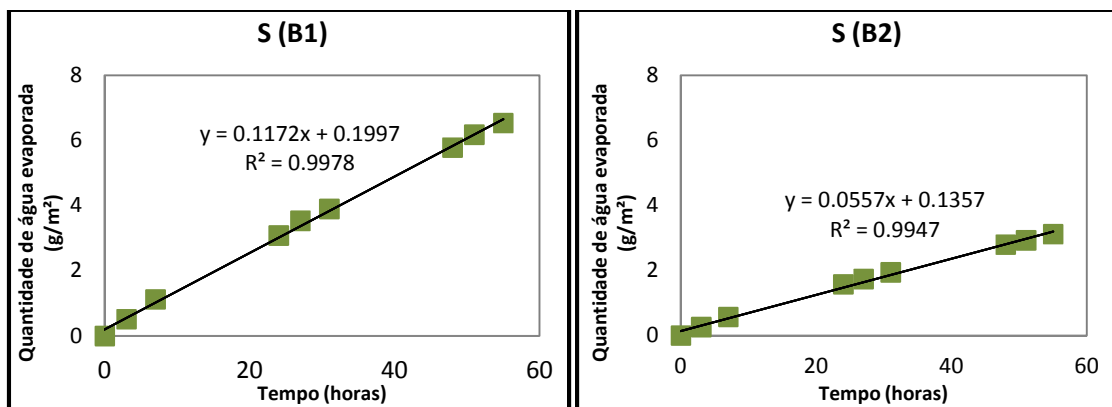 S (B1)
Quantidade de água evaporada
(g/m²)
8
6
4
2
0
y = 0.1172x + 0.1997
R² = 0.9978
0
20
40
60
Tempo (horas)
S (B2)
Quantidade de água evaporada
(g/m²)
8
6
4
2
0
y = 0.0557x + 0.1357
R² = 0.9947
0
20
40
60
Tempo (horas)